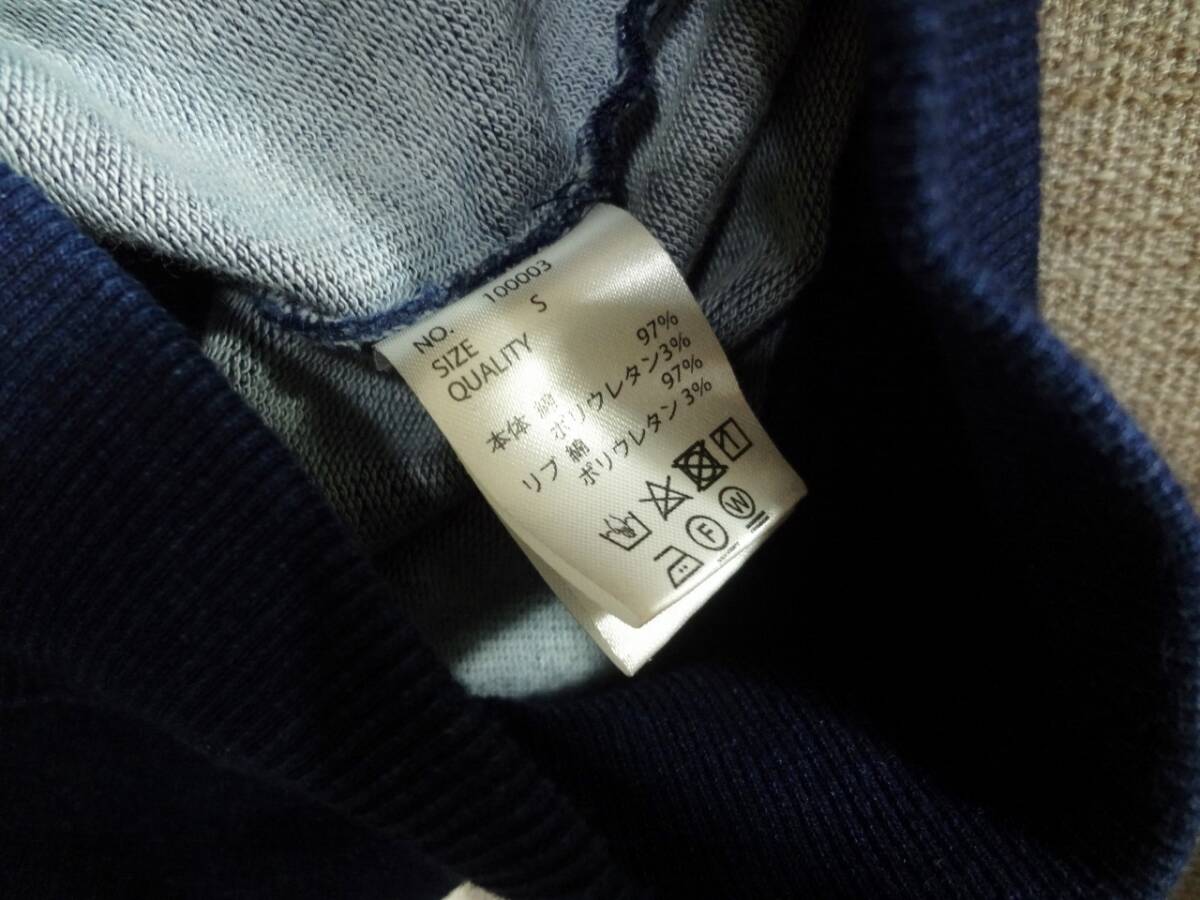 NO. 100003
SIZE S
QUALITY
本体 綿 97%
ポリウレタン3%
リブ 綿 97%
ポリウレタン 3%
F W